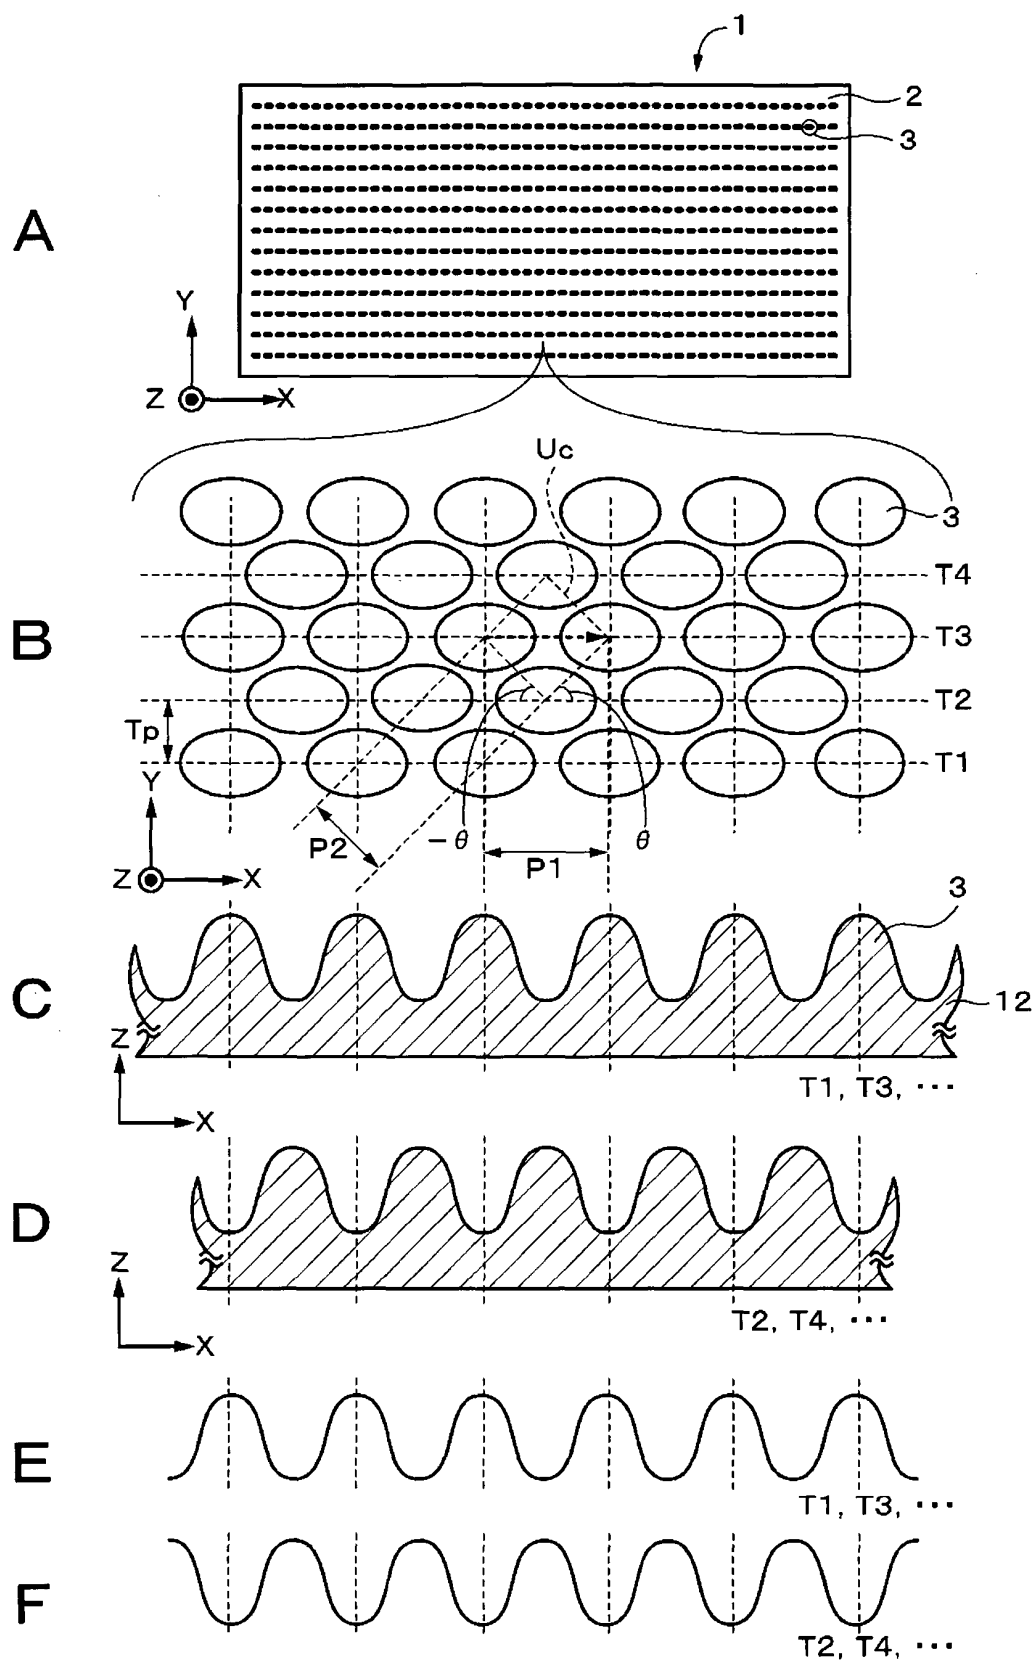 1
2
3
A
Y
Z
X
Uc
3
T4
B
T3
T2
Tp
T1
Y
−θ
θ
P2
P1
Z
X
3
C
12
Z
T1, T3, ···
X
D
Z
T2, T4, ···
X
E
T1, T3, ···
F
T2, T4, ···